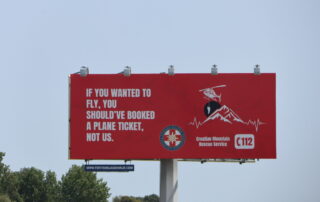 IF YOU WANTED TO
FLY, YOU
SHOULD'VE BOOKED
A PLANE TICKET,
NOT US.
Croatian Mountain
Rescue Service
112